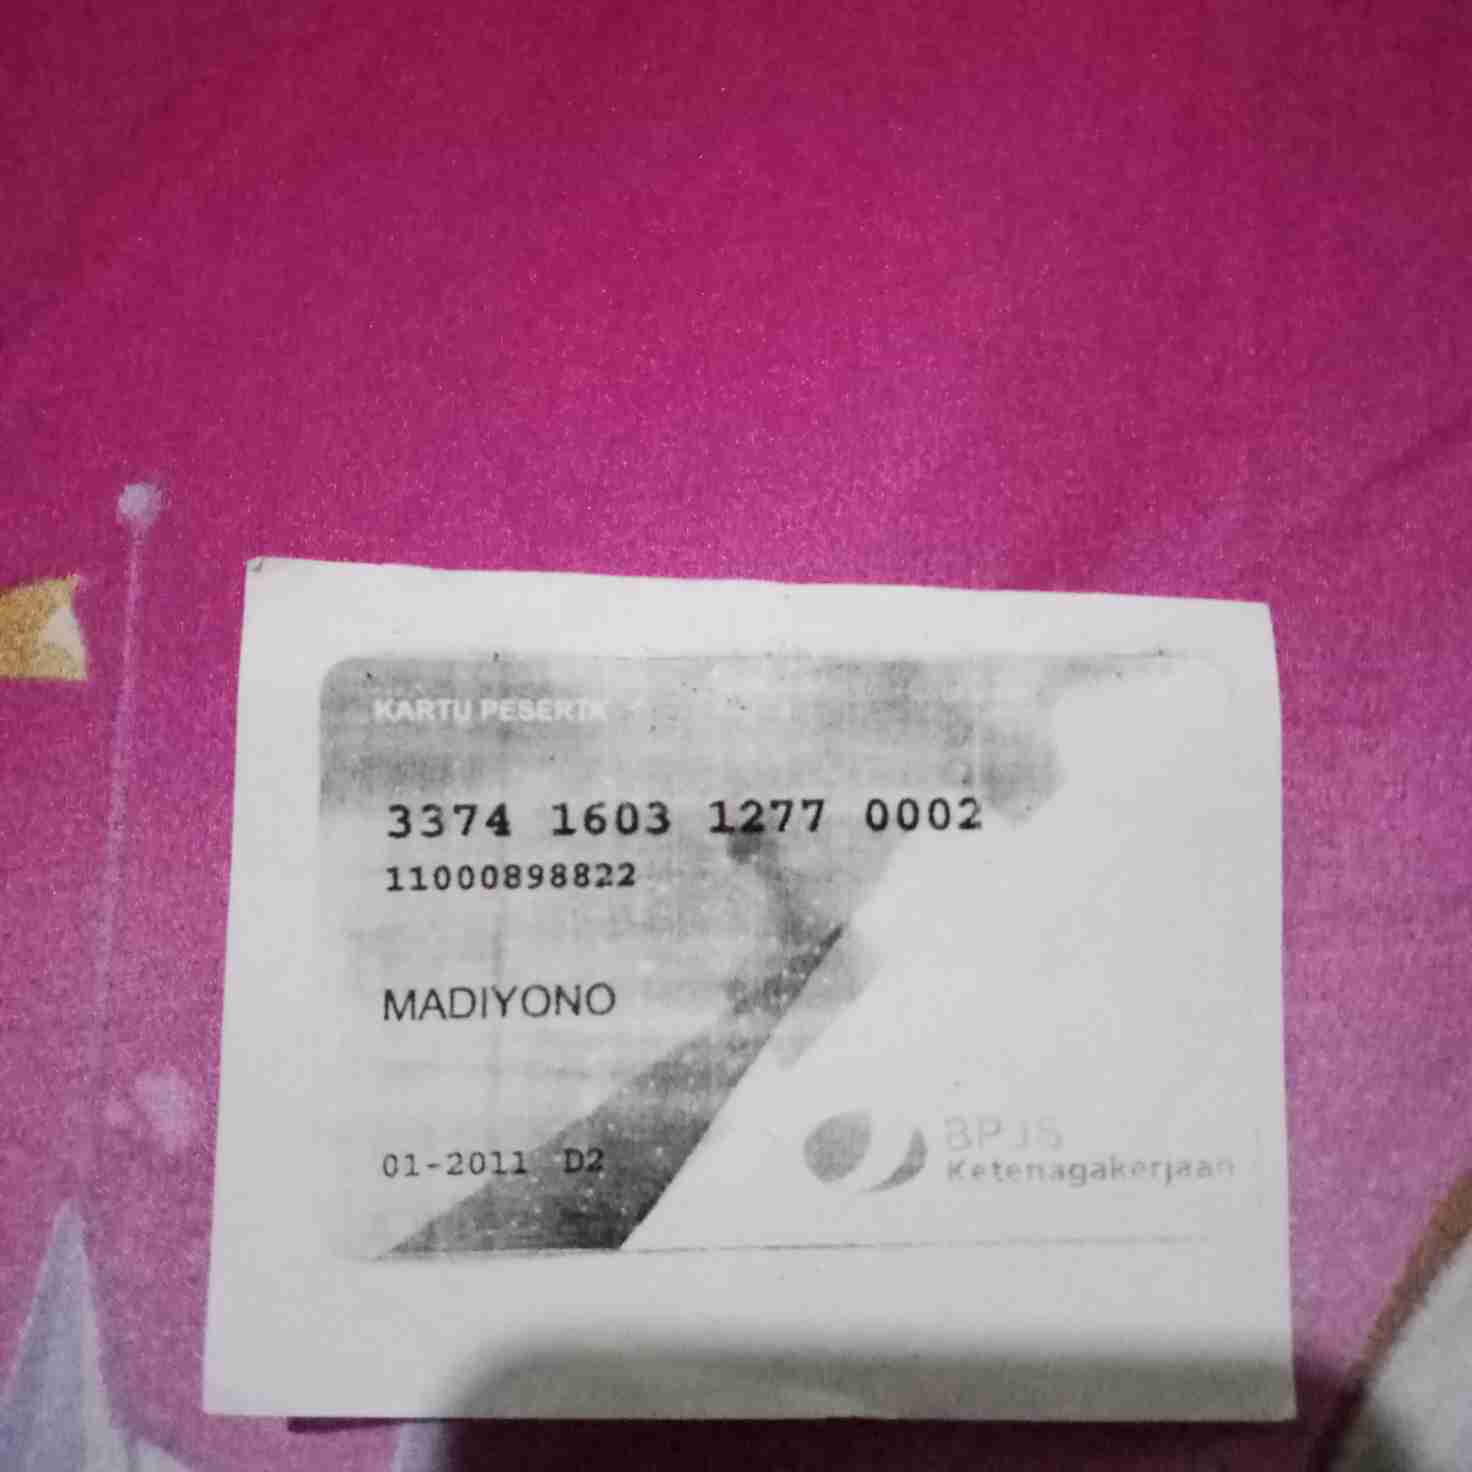 KARTU PESERTA
3374 1603 1277 0002
11000898822
MADIYONO
01-2011 D2
BPJS
Ketenagakerjaan